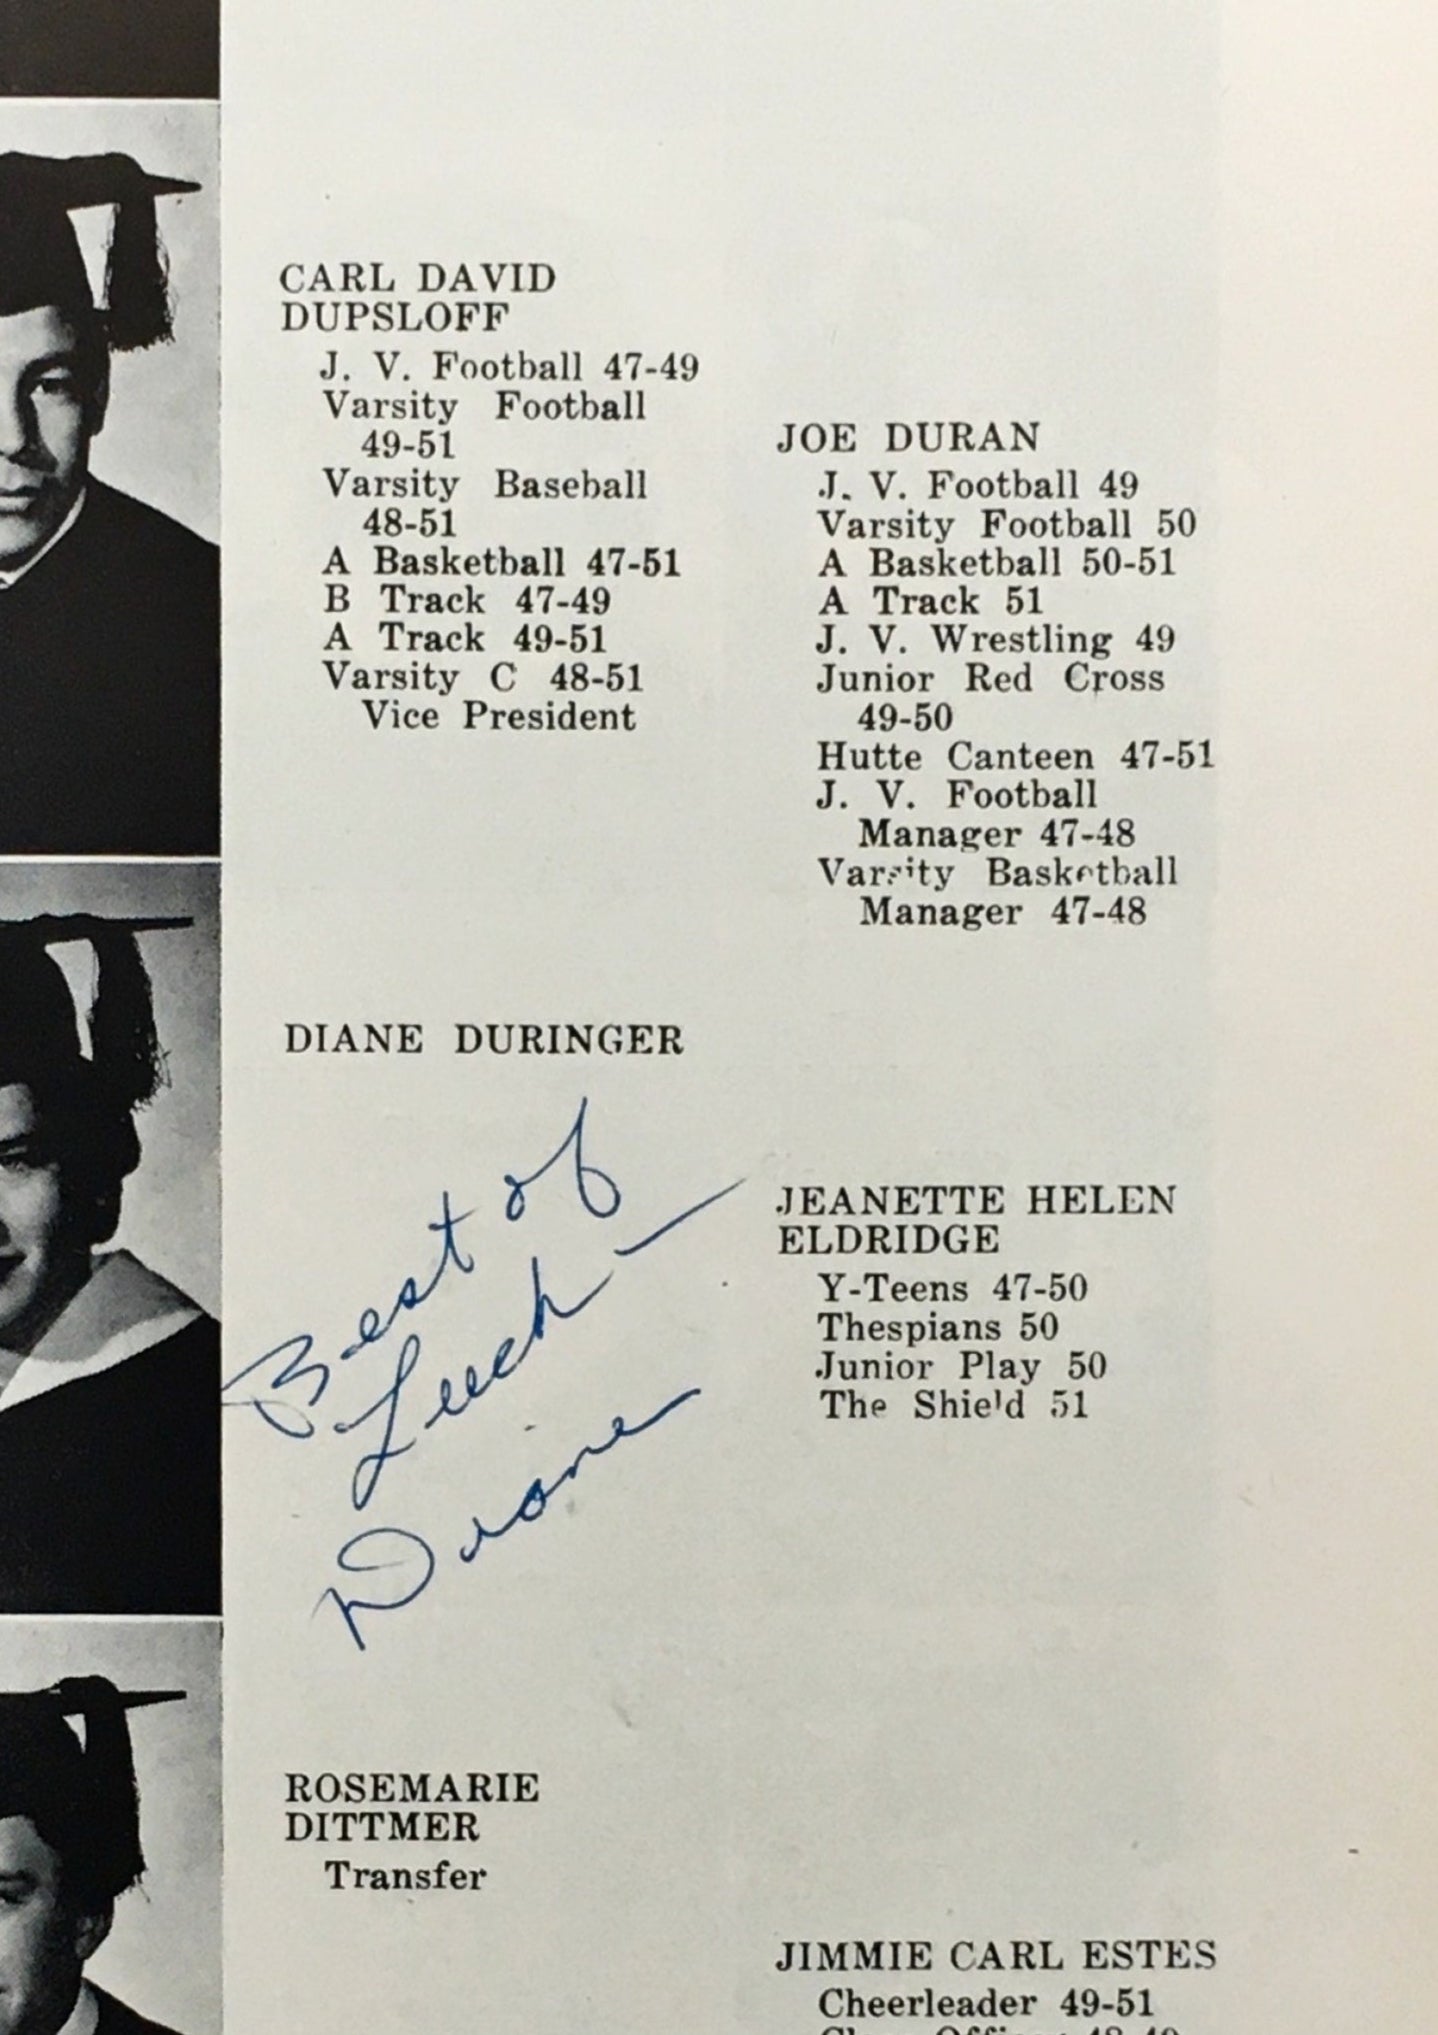 CARL DAVID
DUPSLOFF
J. V. Football 47-49
Varsity Football
49-51
Varsity Baseball
48-51
A Basketball 47-51
B Track 47-49
A Track 49-51
Varsity C 48-51
Vice President
DIANE DURINGER
Best of
Luck —
Diane
ROSEMARIE
DITTMER
Transfer
JOE DURAN
J. V. Football 49
Varsity Football 50
A Basketball 50-51
A Track 51
J. V. Wrestling 49
Junior Red Cross
49-50
Hutte Canteen 47-51
J. V. Football
Manager 47-48
Varsity Basketball
Manager 47-48
JEANETTE HELEN
ELDRIDGE
Y-Teens 47-50
Thespians 50
Junior Play 50
The Shield 51
JIMMIE CARL ESTES
Cheerleader 49-51